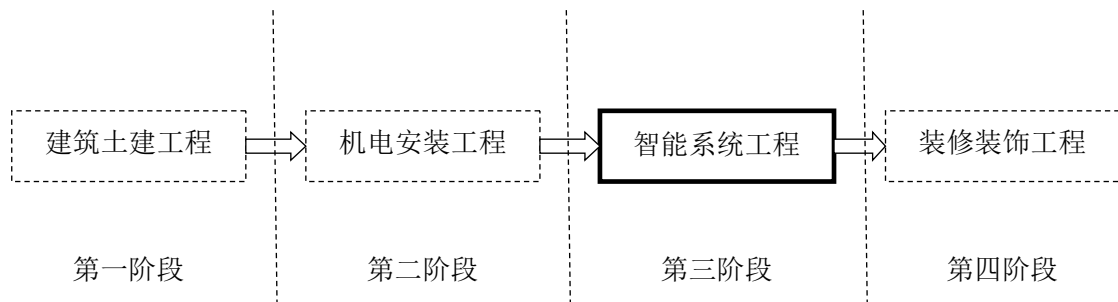 建筑土建工程
机电安装工程
智能系统工程
装修装饰工程
第一阶段
第二阶段
第三阶段
第四阶段